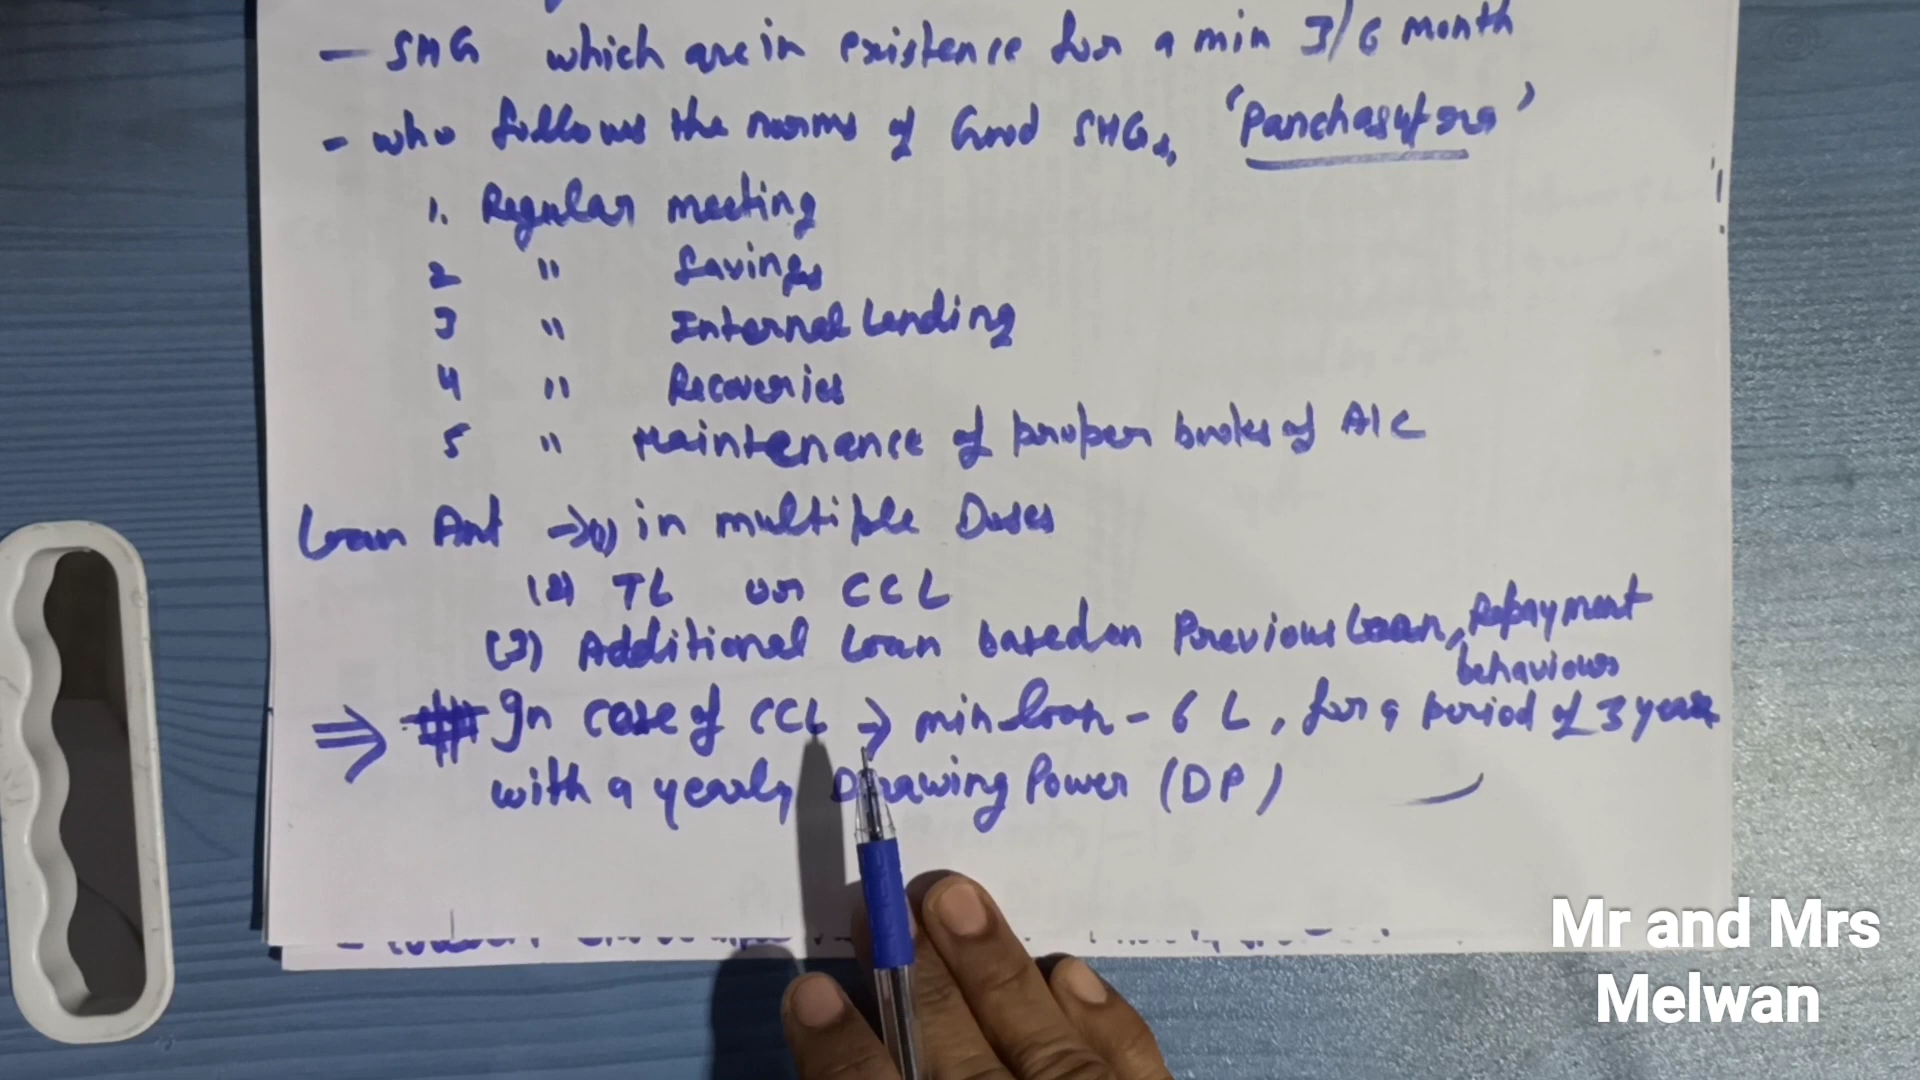 — SHG which are in existence for a min 3/6 month
- who follows the norms of Good SHGs, 'Panchasutra'
1. Regular meeting
2 " Savings
3 " Internal Lending
4 " Recoveries
5 " Maintenence of proper books of A/C
Loan Amt → (1) in multiple Doses
(2) TL or CCL
(3) Additional Loan based on Previous Loan, Repayment
behaviours
⇒ # In case of CCL → min loan - 6 L, for a period of 3 year
with a yearly Drawing Power (DP)
Mr and Mrs
Melwan